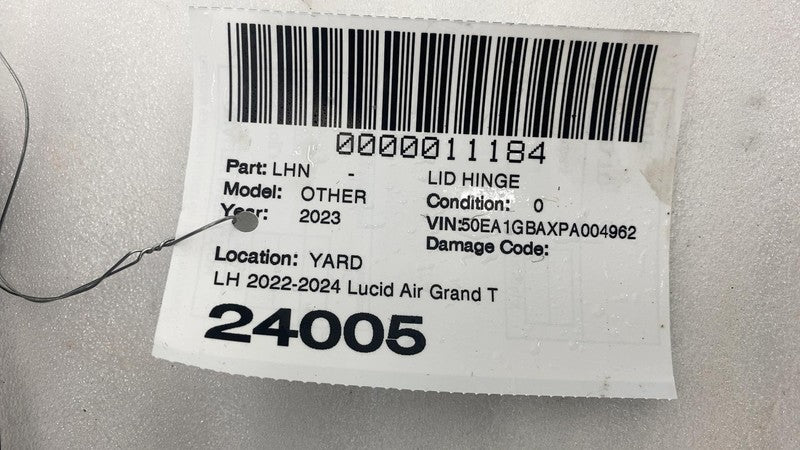 0000011184
Part: LHN - LID HINGE
Model: OTHER Condition: 0
Year: 2023 VIN:50EA1GBAXPA004962
Damage Code:
Location: YARD
LH 2022-2024 Lucid Air Grand T
24005